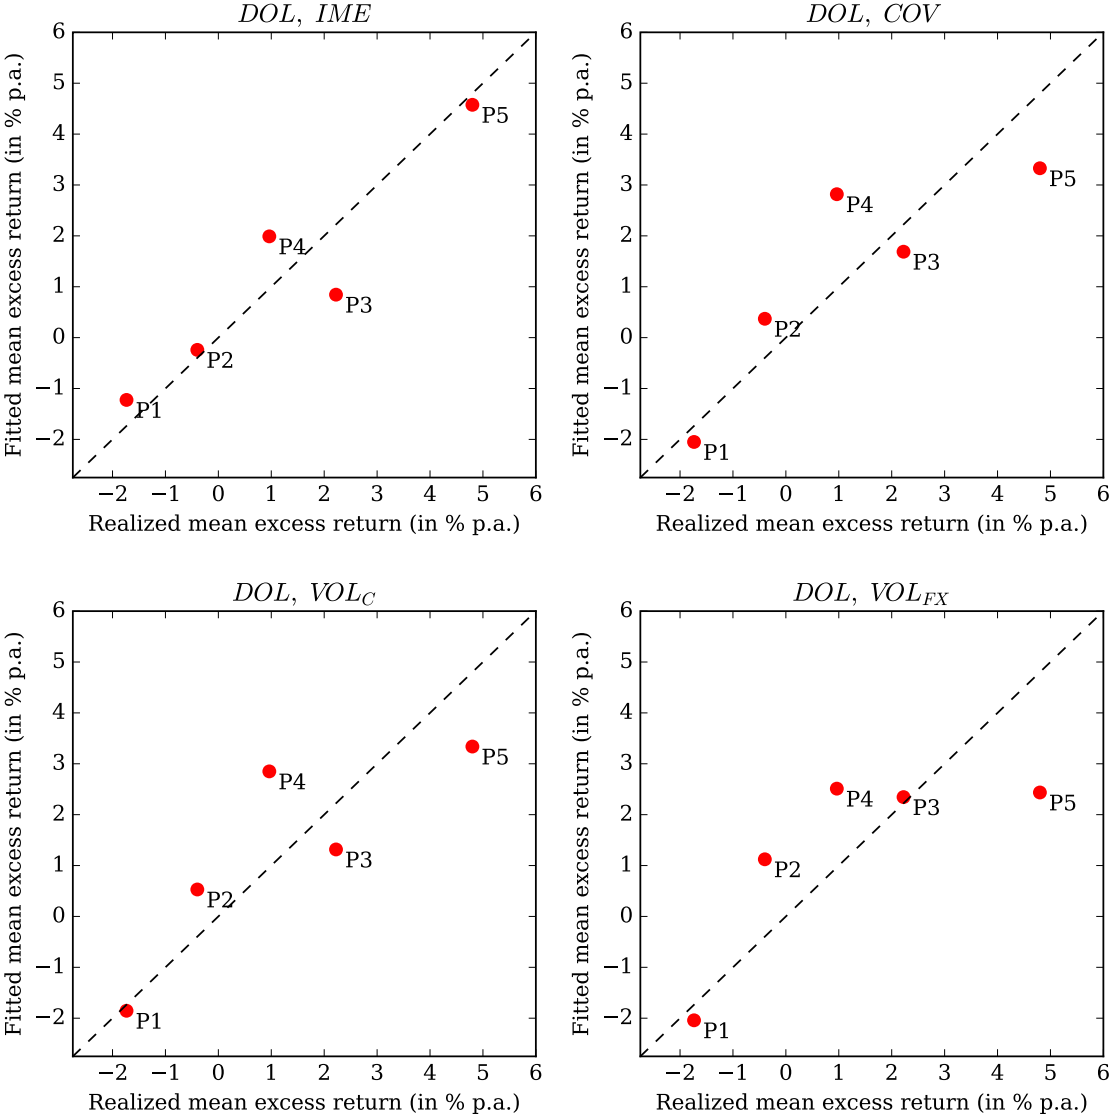 DOL, IME
Fitted mean excess return (in % p.a.)
6
5
4
3
2
1
0
−1
−2
P5
P4
P3
P2
P1
−2 −1 0 1 2 3 4 5 6
Realized mean excess return (in % p.a.)
DOL, COV
Fitted mean excess return (in % p.a.)
6
5
4
3
2
1
0
−1
−2
P5
P4
P3
P2
P1
−2 −1 0 1 2 3 4 5 6
Realized mean excess return (in % p.a.)
DOL, VOL_C
Fitted mean excess return (in % p.a.)
6
5
4
3
2
1
0
−1
−2
P5
P4
P3
P2
P1
−2 −1 0 1 2 3 4 5 6
Realized mean excess return (in % p.a.)
DOL, VOL_FX
Fitted mean excess return (in % p.a.)
6
5
4
3
2
1
0
−1
−2
P4
P5
P3
P2
P1
−2 −1 0 1 2 3 4 5 6
Realized mean excess return (in % p.a.)